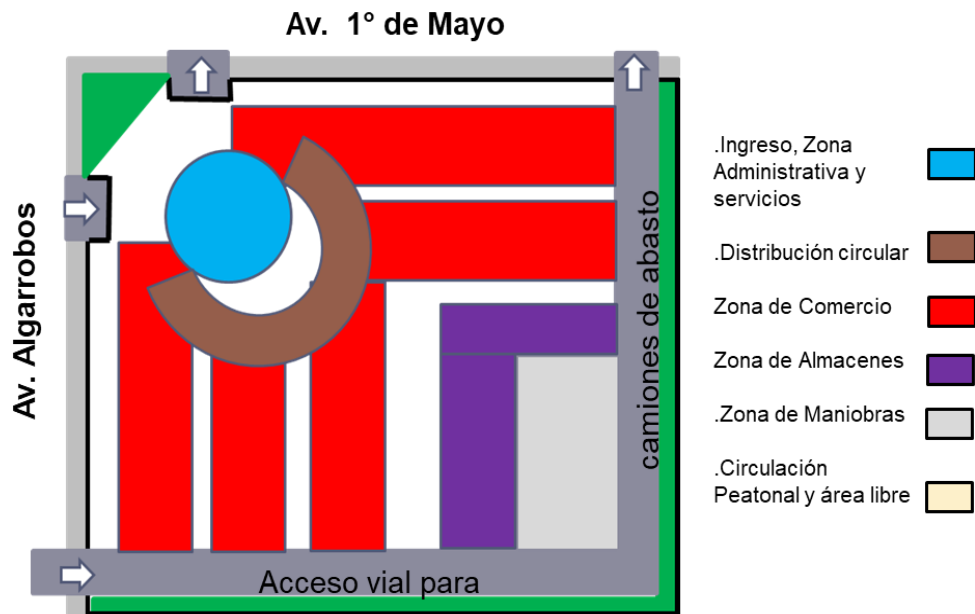 Av. 1° de Mayo
Av. Algarrobos
camiones de abasto
Acceso vial para
.Ingreso, Zona
Administrativa y
servicios
.Distribución circular
Zona de Comercio
Zona de Almacenes
.Zona de Maniobras
.Circulación
Peatonal y área libre